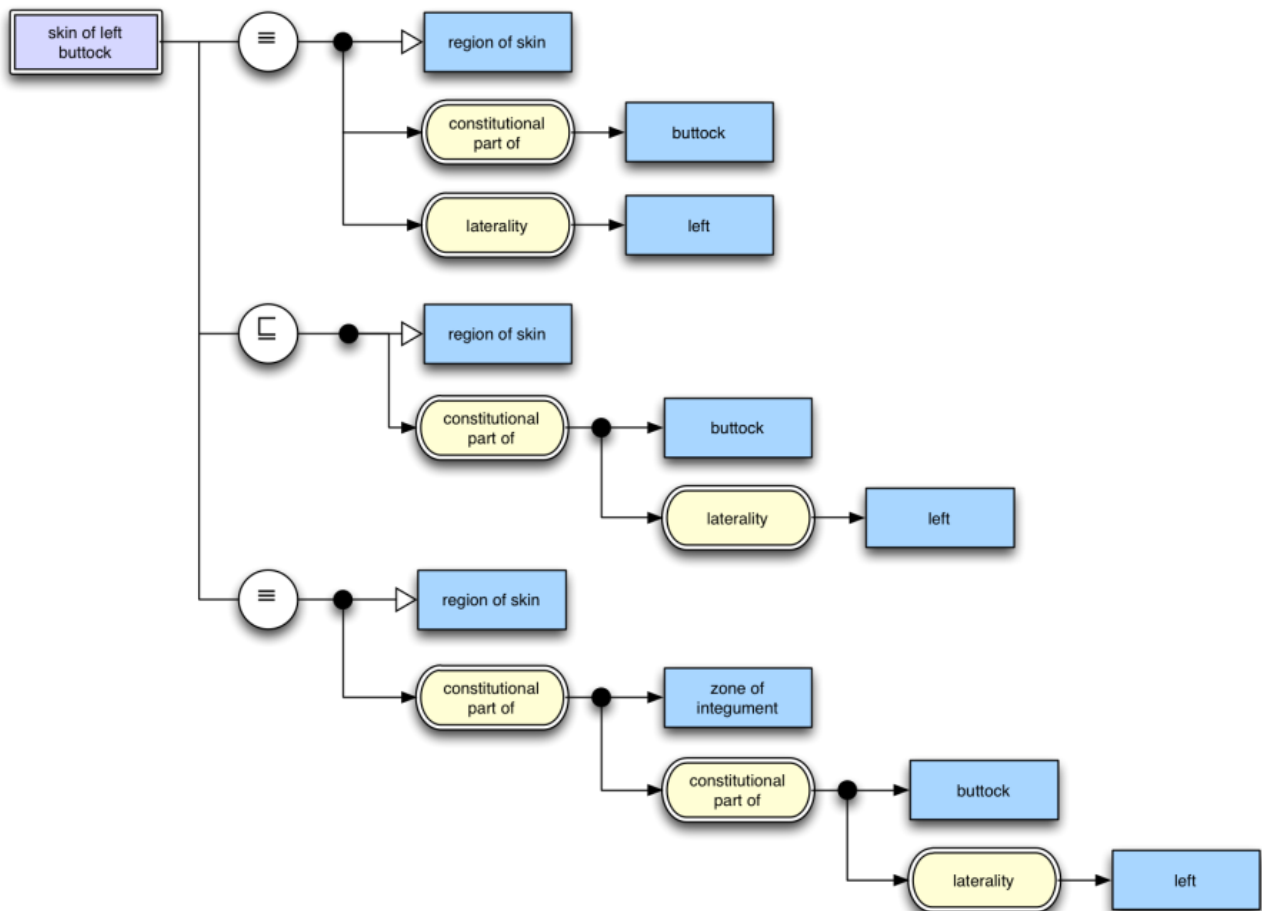 skin of left
buttock
≡
region of skin
constitutional
part of
buttock
laterality
left
⊑
region of skin
constitutional
part of
buttock
laterality
left
≡
region of skin
constitutional
part of
zone of
integument
constitutional
part of
buttock
laterality
left